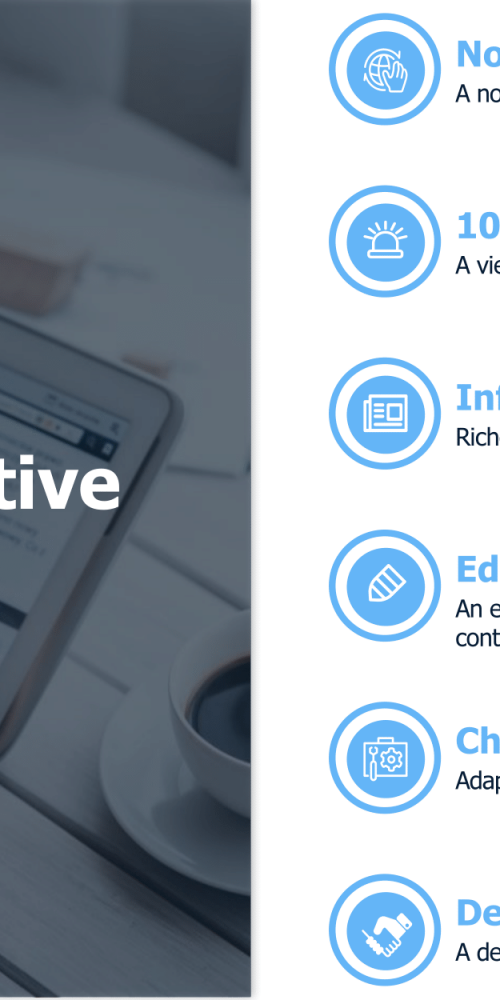 tive
No
A no
10
A vie
Inf
Rich
Ed
An e
cont
Ch
Adap
De
A de